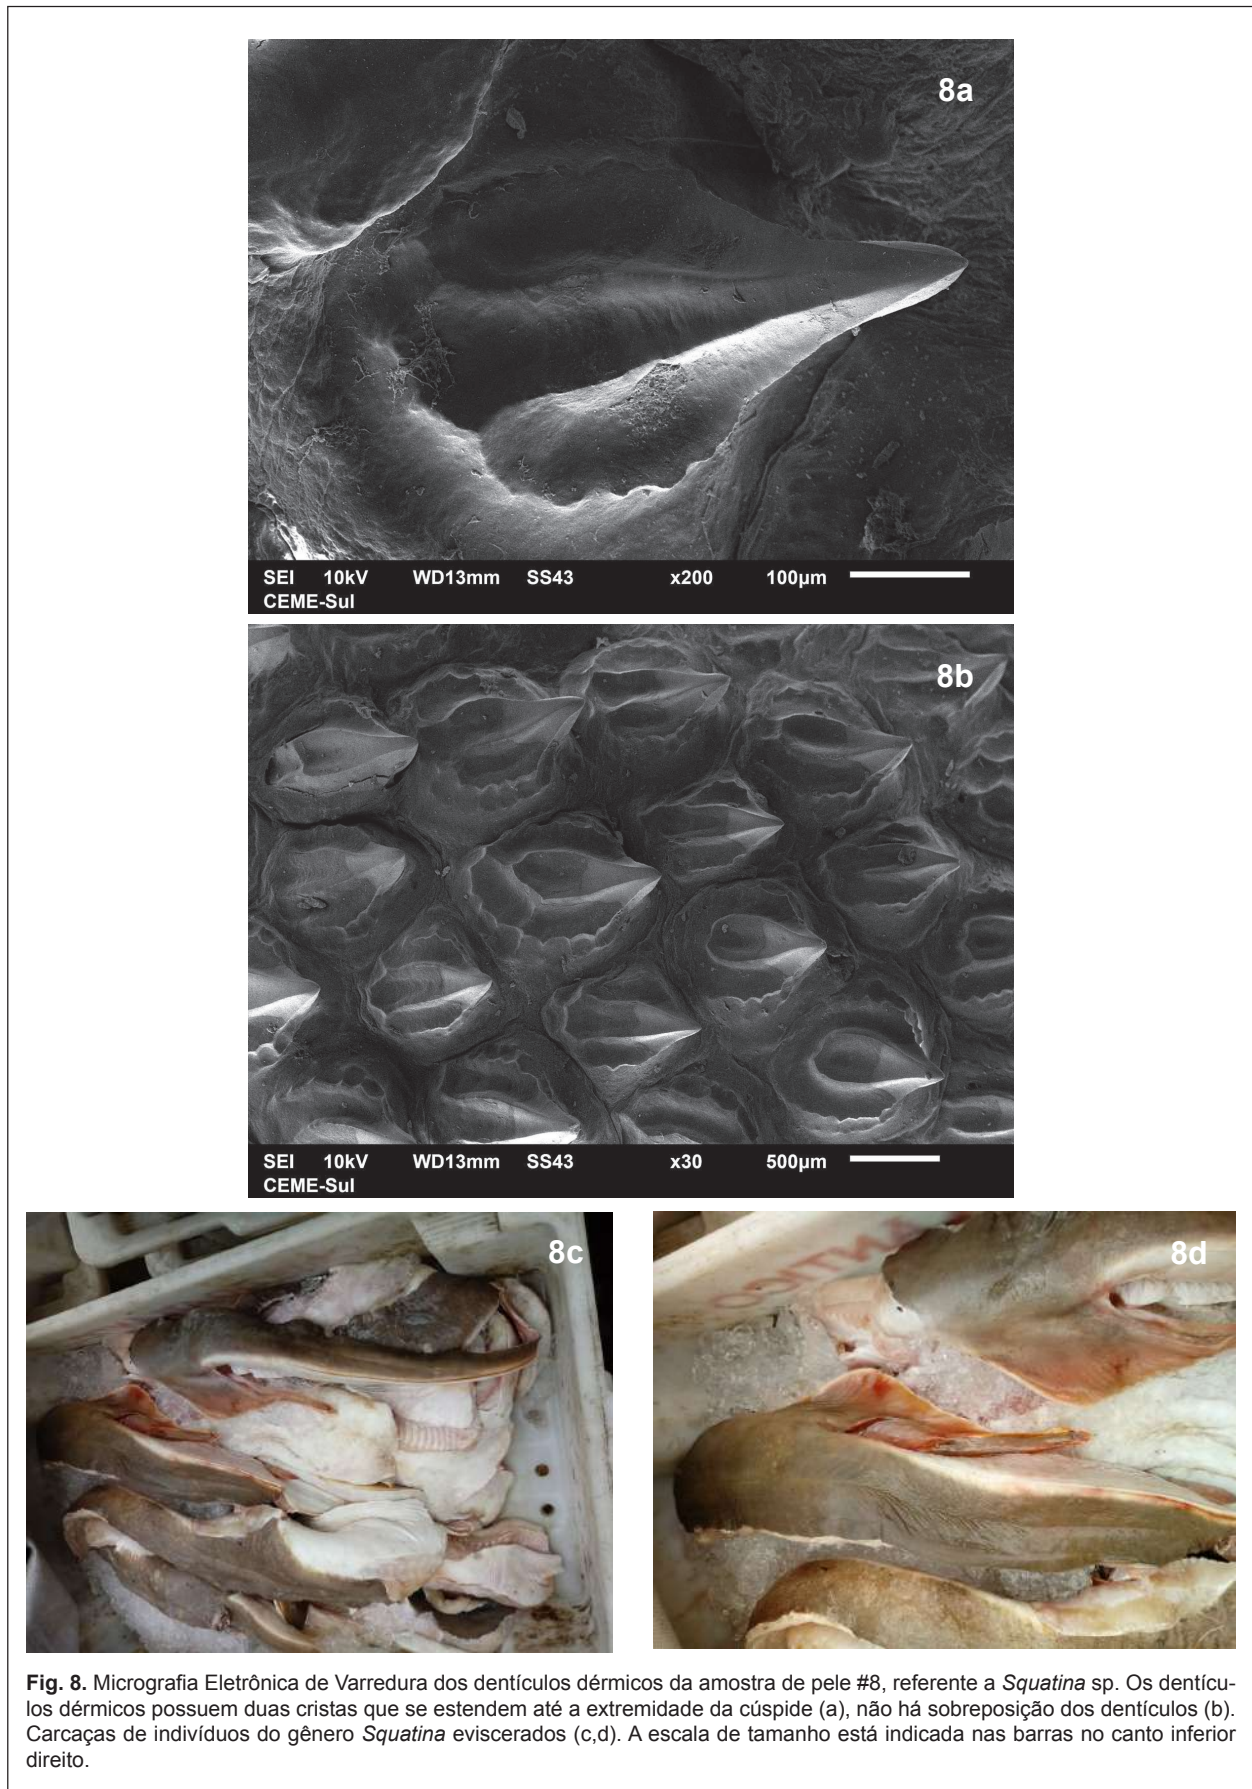 8a
SEI 10kV WD13mm SS43 x200 100µm
CEME-Sul
8b
SEI 10kV WD13mm SS43 x30 500µm
CEME-Sul
8c
8d
Fig. 8. Micrografia Eletrônica de Varredura dos dentículos dérmicos da amostra de pele #8, referente a Squatina sp. Os dentícu-
los dérmicos possuem duas cristas que se estendem até a extremidade da cúspide (a), não há sobreposição dos dentículos (b).
Carcaças de indivíduos do gênero Squatina eviscerados (c,d). A escala de tamanho está indicada nas barras no canto inferior
direito.